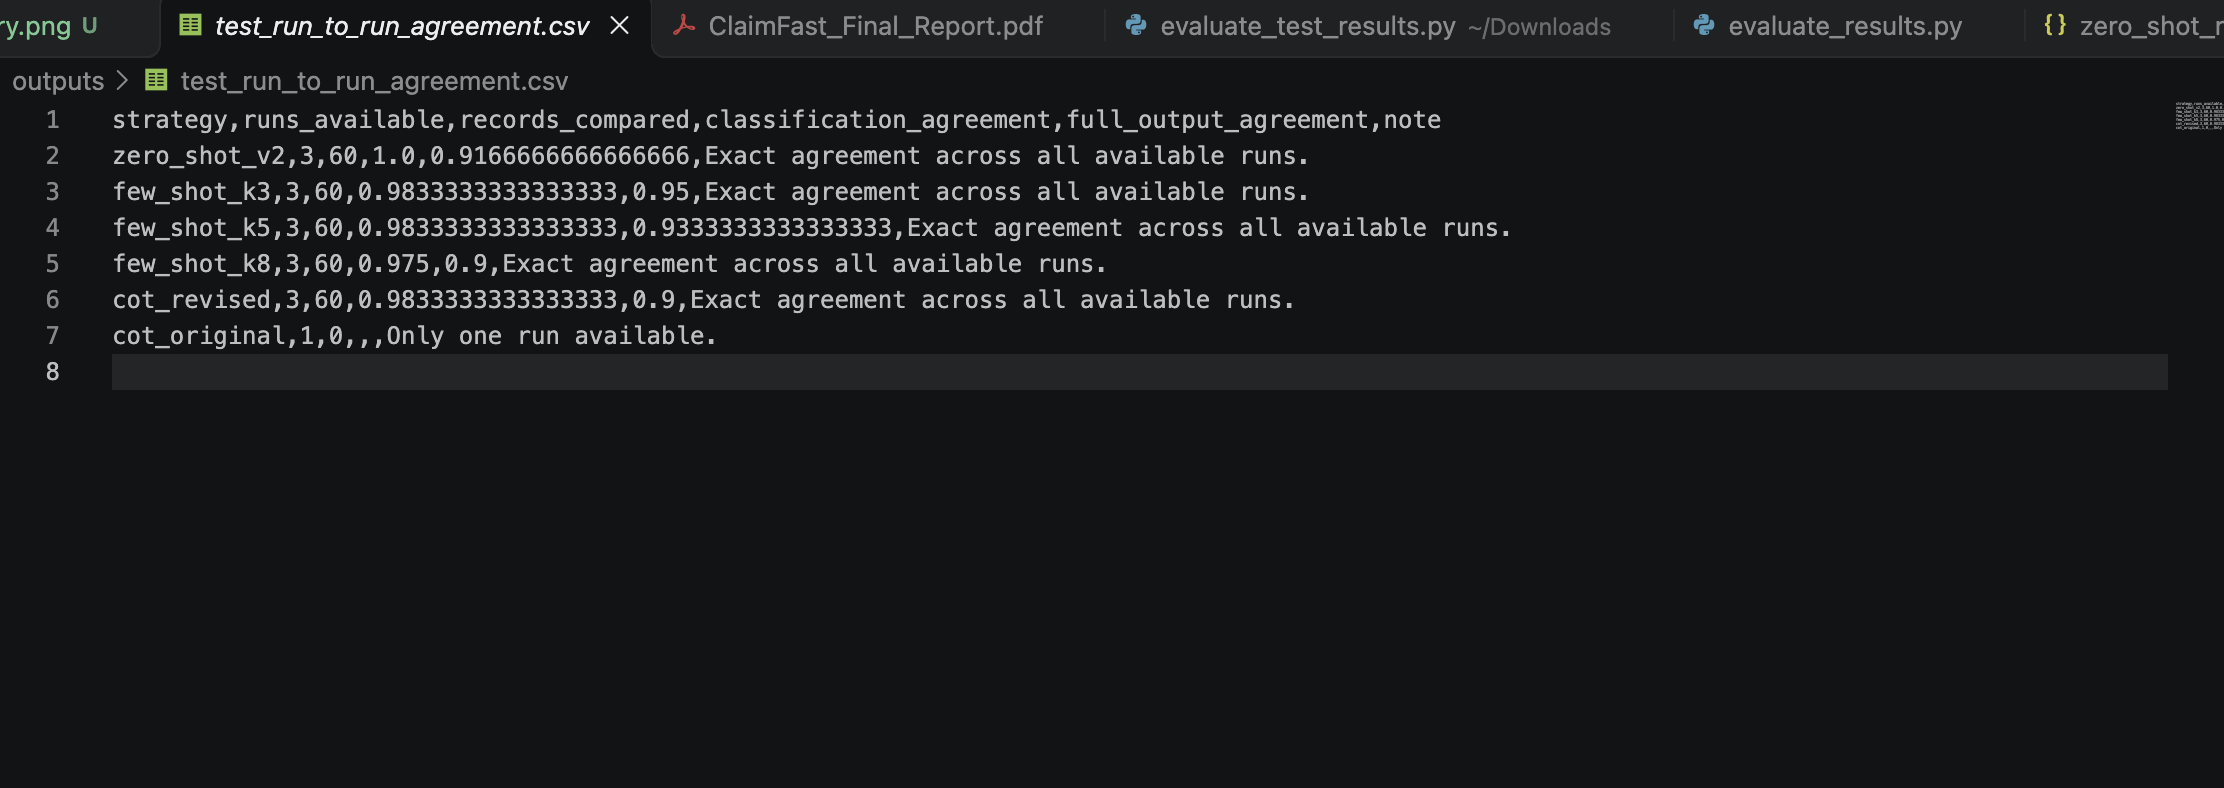 ry.png U test_run_to_run_agreement.csv ClaimFast_Final_Report.pdf evaluate_test_results.py ~/Downloads evaluate_results.py {} zero_shot_r
outputs > test_run_to_run_agreement.csv
1 strategy,runs_available,records_compared,classification_agreement,full_output_agreement,note
2 zero_shot_v2,3,60,1.0,0.9166666666666666,Exact agreement across all available runs.
3 few_shot_k3,3,60,0.9833333333333333,0.95,Exact agreement across all available runs.
4 few_shot_k5,3,60,0.9833333333333333,0.9333333333333333,Exact agreement across all available runs.
5 few_shot_k8,3,60,0.975,0.9,Exact agreement across all available runs.
6 cot_revised,3,60,0.9833333333333333,0.9,Exact agreement across all available runs.
7 cot_original,1,0,,,Only one run available.
8